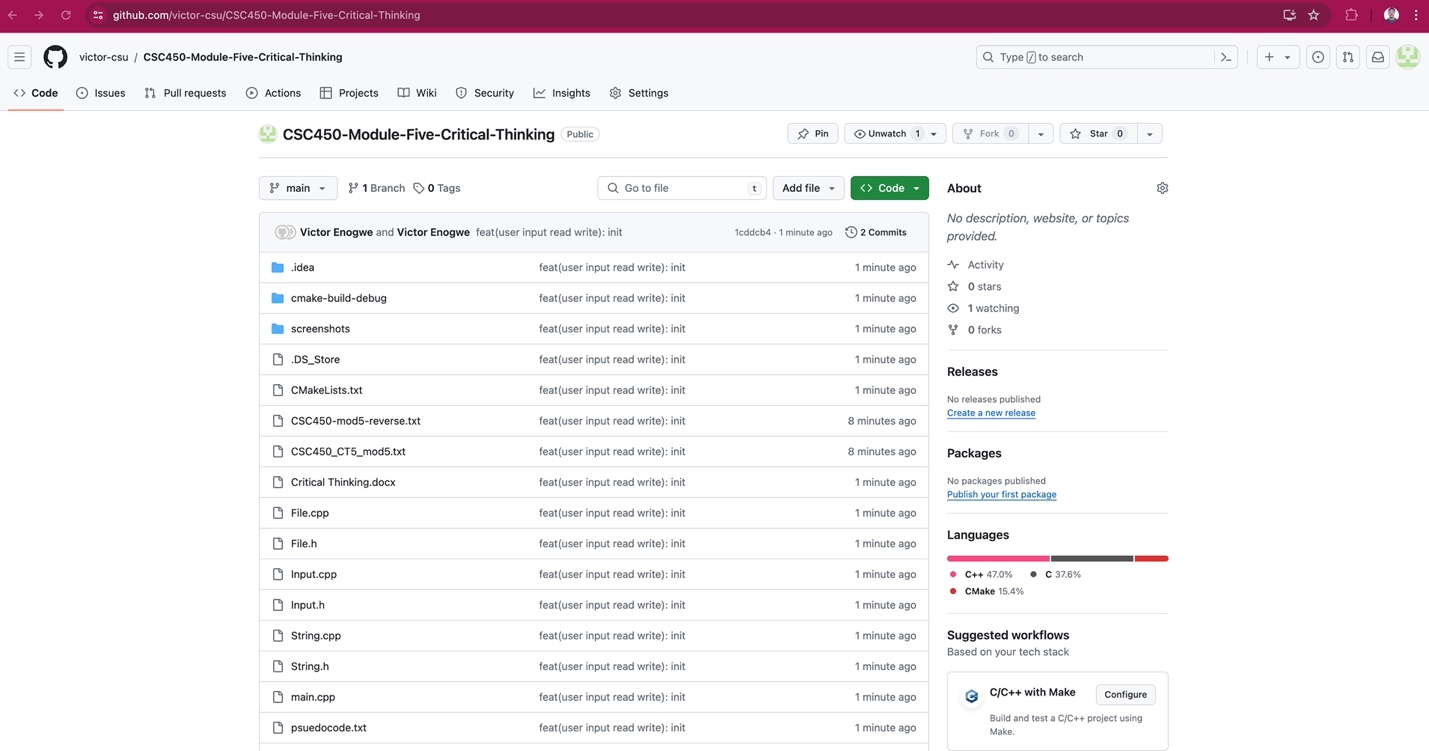 github.com/victor-csu/CSC450-Module-Five-Critical-Thinking
victor-csu / CSC450-Module-Five-Critical-Thinking
Type / to search
Code Issues Pull requests Actions Projects Wiki Security Insights Settings
CSC450-Module-Five-Critical-Thinking Public
Pin Unwatch 1 Fork 0 Star 0
main 1 Branch 0 Tags Go to file t Add file Code
Victor Enogwe and Victor Enogwe feat(user input read write): init 1cddcb4 · 1 minute ago 2 Commits
.idea feat(user input read write): init 1 minute ago
cmake-build-debug feat(user input read write): init 1 minute ago
screenshots feat(user input read write): init 1 minute ago
.DS_Store feat(user input read write): init 1 minute ago
CMakeLists.txt feat(user input read write): init 1 minute ago
CSC450-mod5-reverse.txt feat(user input read write): init 8 minutes ago
CSC450_CT5_mod5.txt feat(user input read write): init 8 minutes ago
Critical Thinking.docx feat(user input read write): init 1 minute ago
File.cpp feat(user input read write): init 1 minute ago
File.h feat(user input read write): init 1 minute ago
Input.cpp feat(user input read write): init 1 minute ago
Input.h feat(user input read write): init 1 minute ago
String.cpp feat(user input read write): init 1 minute ago
String.h feat(user input read write): init 1 minute ago
main.cpp feat(user input read write): init 1 minute ago
psuedocode.txt feat(user input read write): init 1 minute ago
About
No description, website, or topics
provided.
Activity
0 stars
1 watching
0 forks
Releases
No releases published
Create a new release
Packages
No packages published
Publish your first package
Languages
C++ 47.0% C 37.6%
CMake 15.4%
Suggested workflows
Based on your tech stack
C/C++ with Make Configure
Build and test a C/C++ project using
Make.